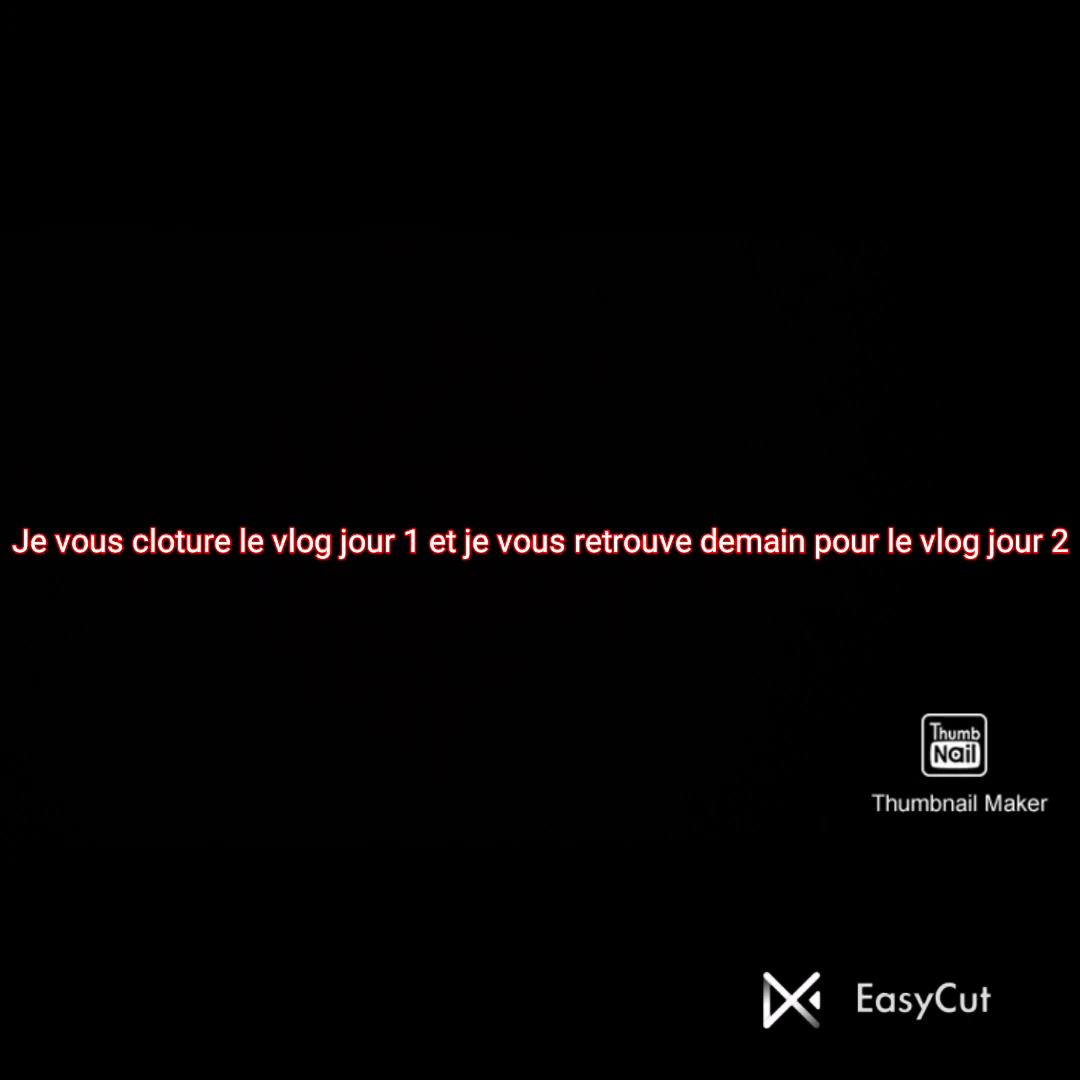 Je vous cloture le vlog jour 1 et je vous retrouve demain pour le vlog jour 2
Thumb
Nail
Thumbnail Maker
EasyCut